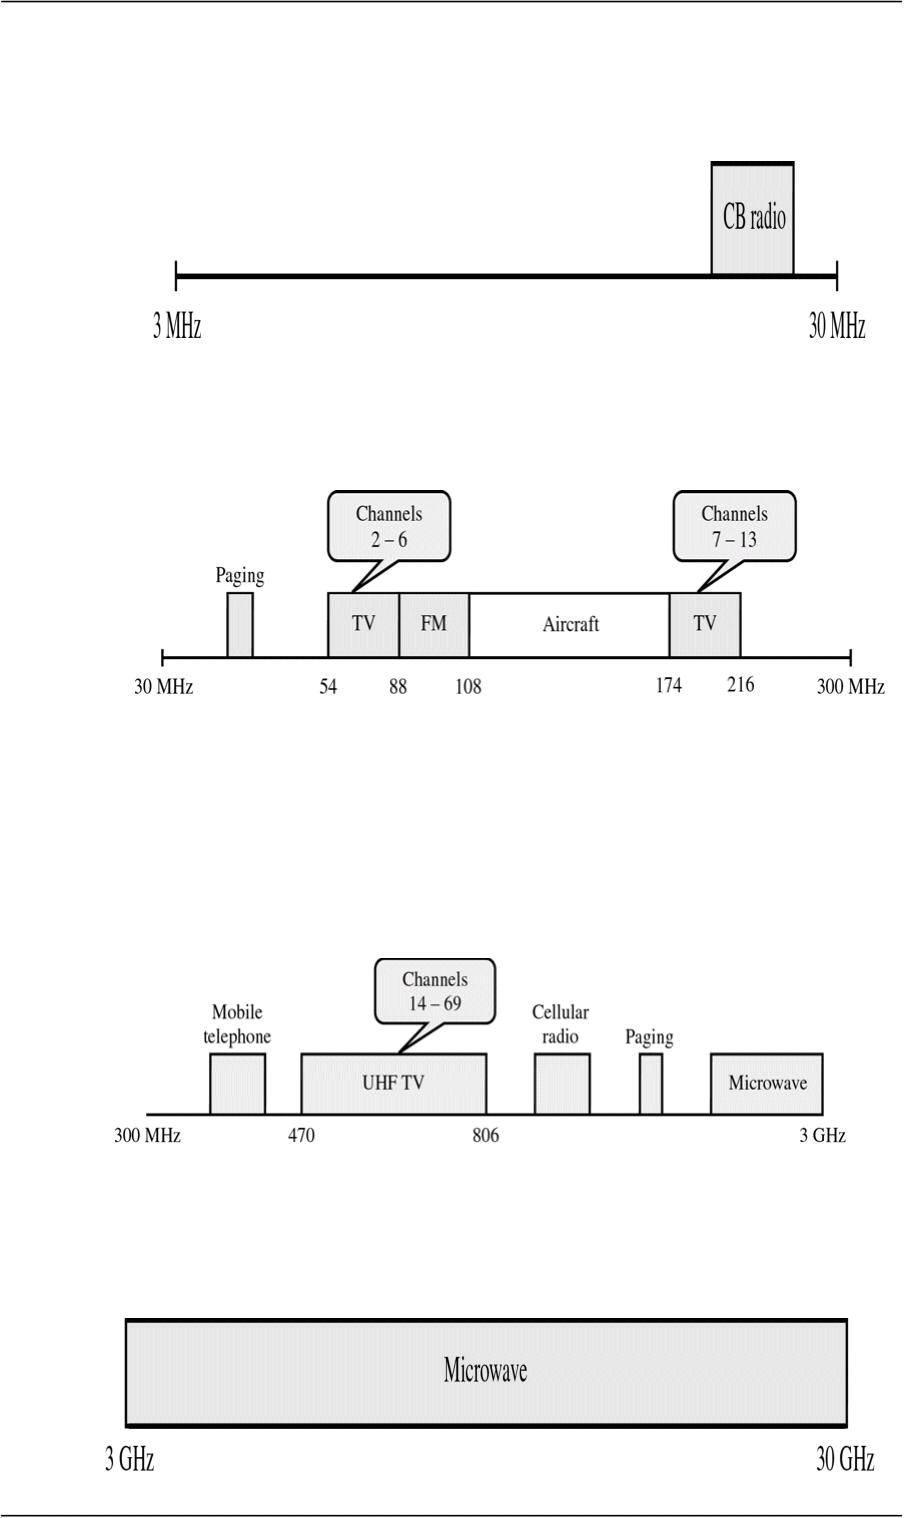 CB radio
3 MHz
30 MHz
Channels
2 – 6
Channels
7 – 13
Paging
TV
FM
Aircraft
TV
30 MHz
54
88
108
174
216
300 MHz
Channels
14 – 69
Mobile
telephone
Cellular
radio
Paging
UHF TV
Microwave
300 MHz
470
806
3 GHz
Microwave
3 GHz
30 GHz